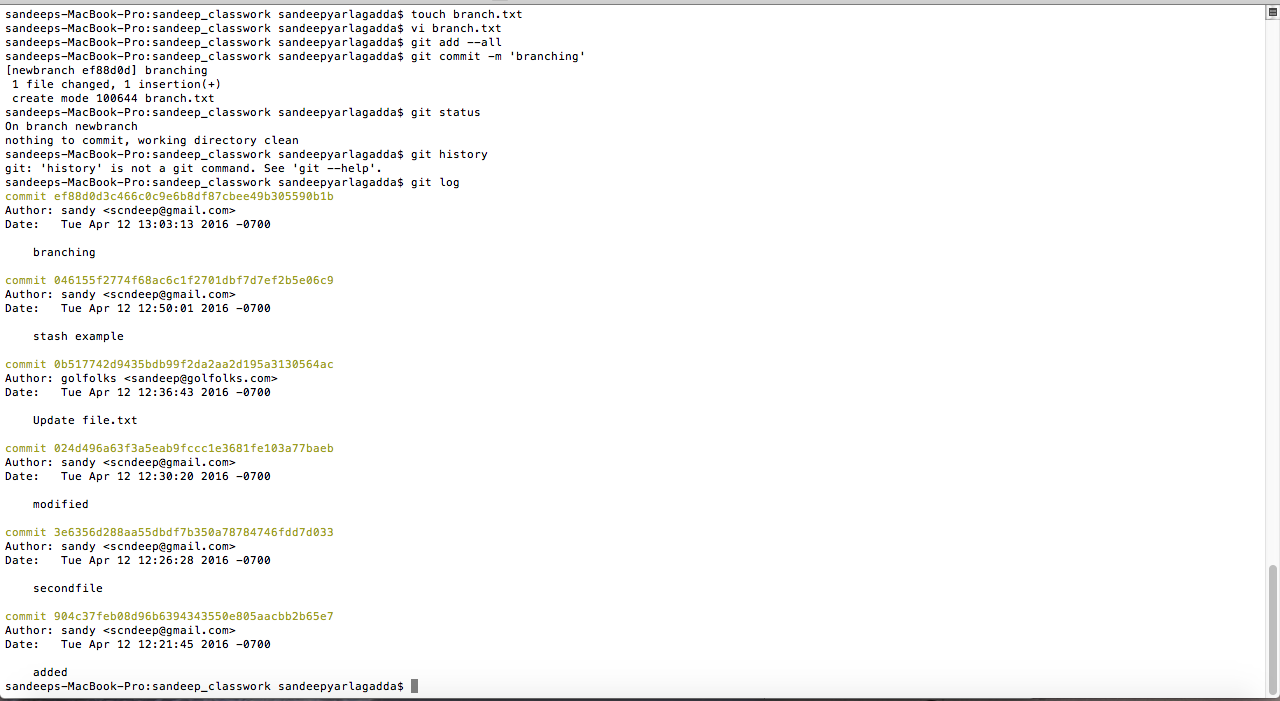 sandeeps-MacBook-Pro:sandeep_classwork sandeepyarlagadda$ touch branch.txt
sandeeps-MacBook-Pro:sandeep_classwork sandeepyarlagadda$ vi branch.txt
sandeeps-MacBook-Pro:sandeep_classwork sandeepyarlagadda$ git add --all
sandeeps-MacBook-Pro:sandeep_classwork sandeepyarlagadda$ git commit -m 'branching'
[newbranch ef88d0d] branching
 1 file changed, 1 insertion(+)
 create mode 100644 branch.txt
sandeeps-MacBook-Pro:sandeep_classwork sandeepyarlagadda$ git status
On branch newbranch
nothing to commit, working directory clean
sandeeps-MacBook-Pro:sandeep_classwork sandeepyarlagadda$ git history
git: 'history' is not a git command. See 'git --help'.
sandeeps-MacBook-Pro:sandeep_classwork sandeepyarlagadda$ git log
commit ef88d0d3c466c0c9e6b8df87cbee49b305590b1b
Author: sandy <scndeep@gmail.com>
Date:   Tue Apr 12 13:03:13 2016 -0700

    branching

commit 046155f2774f68ac6c1f2701dbf7d7ef2b5e06c9
Author: sandy <scndeep@gmail.com>
Date:   Tue Apr 12 12:50:01 2016 -0700

    stash example

commit 0b517742d9435bdb99f2da2aa2d195a3130564ac
Author: golfolks <sandeep@golfolks.com>
Date:   Tue Apr 12 12:36:43 2016 -0700

    Update file.txt

commit 024d496a63f3a5eab9fccc1e3681fe103a77baeb
Author: sandy <scndeep@gmail.com>
Date:   Tue Apr 12 12:30:20 2016 -0700

    modified

commit 3e6356d288aa55dbdf7b350a78784746fdd7d033
Author: sandy <scndeep@gmail.com>
Date:   Tue Apr 12 12:26:28 2016 -0700

    secondfile

commit 904c37feb08d96b6394343550e805aacbb2b65e7
Author: sandy <scndeep@gmail.com>
Date:   Tue Apr 12 12:21:45 2016 -0700

    added
sandeeps-MacBook-Pro:sandeep_classwork sandeepyarlagadda$